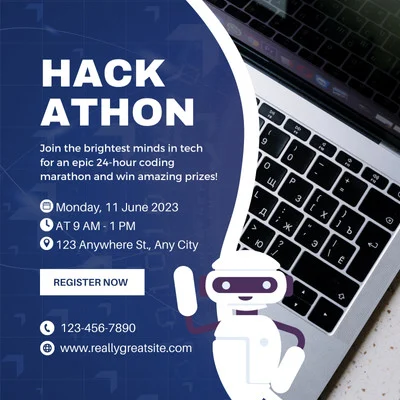 HACK
ATHON
Join the brightest minds in tech
for an epic 24-hour coding
marathon and win amazing prizes!
Monday, 11 June 2023
AT 9 AM - 1 PM
123 Anywhere St., Any City
REGISTER NOW
123-456-7890
www.reallygreatsite.com